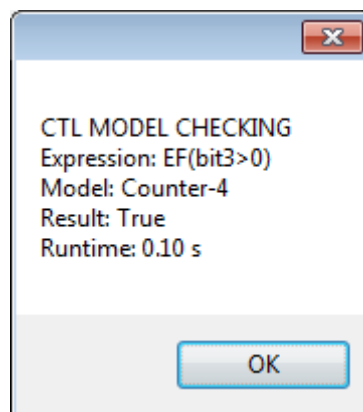 CTL MODEL CHECKING
Expression: EF(bit3>0)
Model: Counter-4
Result: True
Runtime: 0.10 s
OK